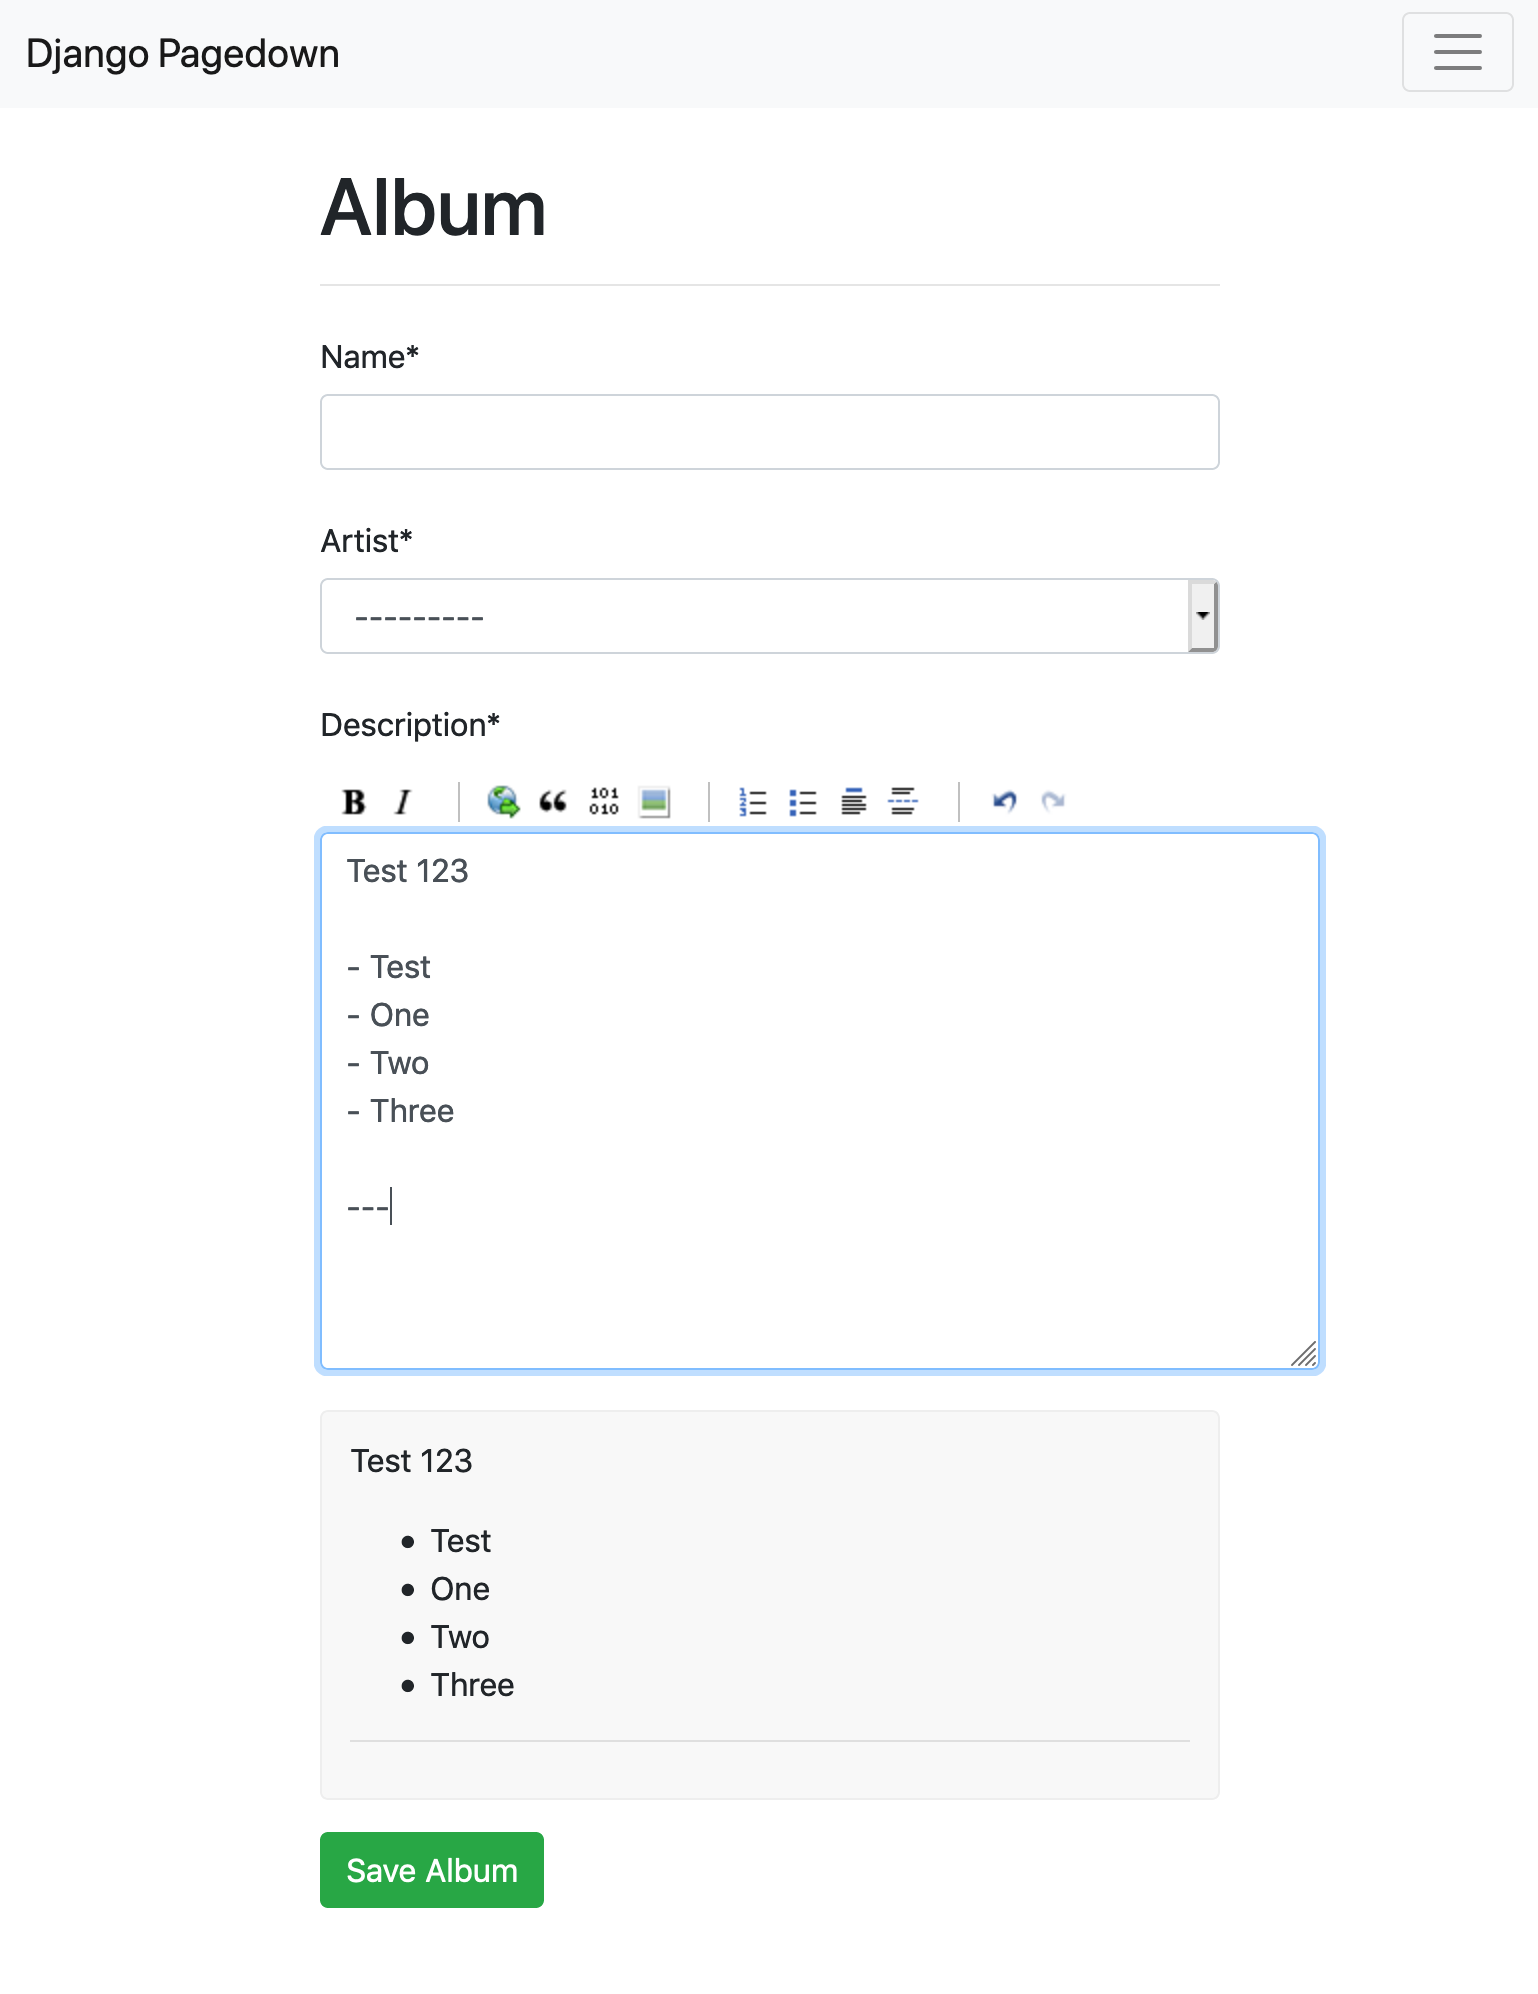 Django Pagedown
Album
Name*
Artist*
---------
Description*
B I 101 010
Test 123
- Test
- One
- Two
- Three
---
Test 123
• Test
• One
• Two
• Three
Save Album